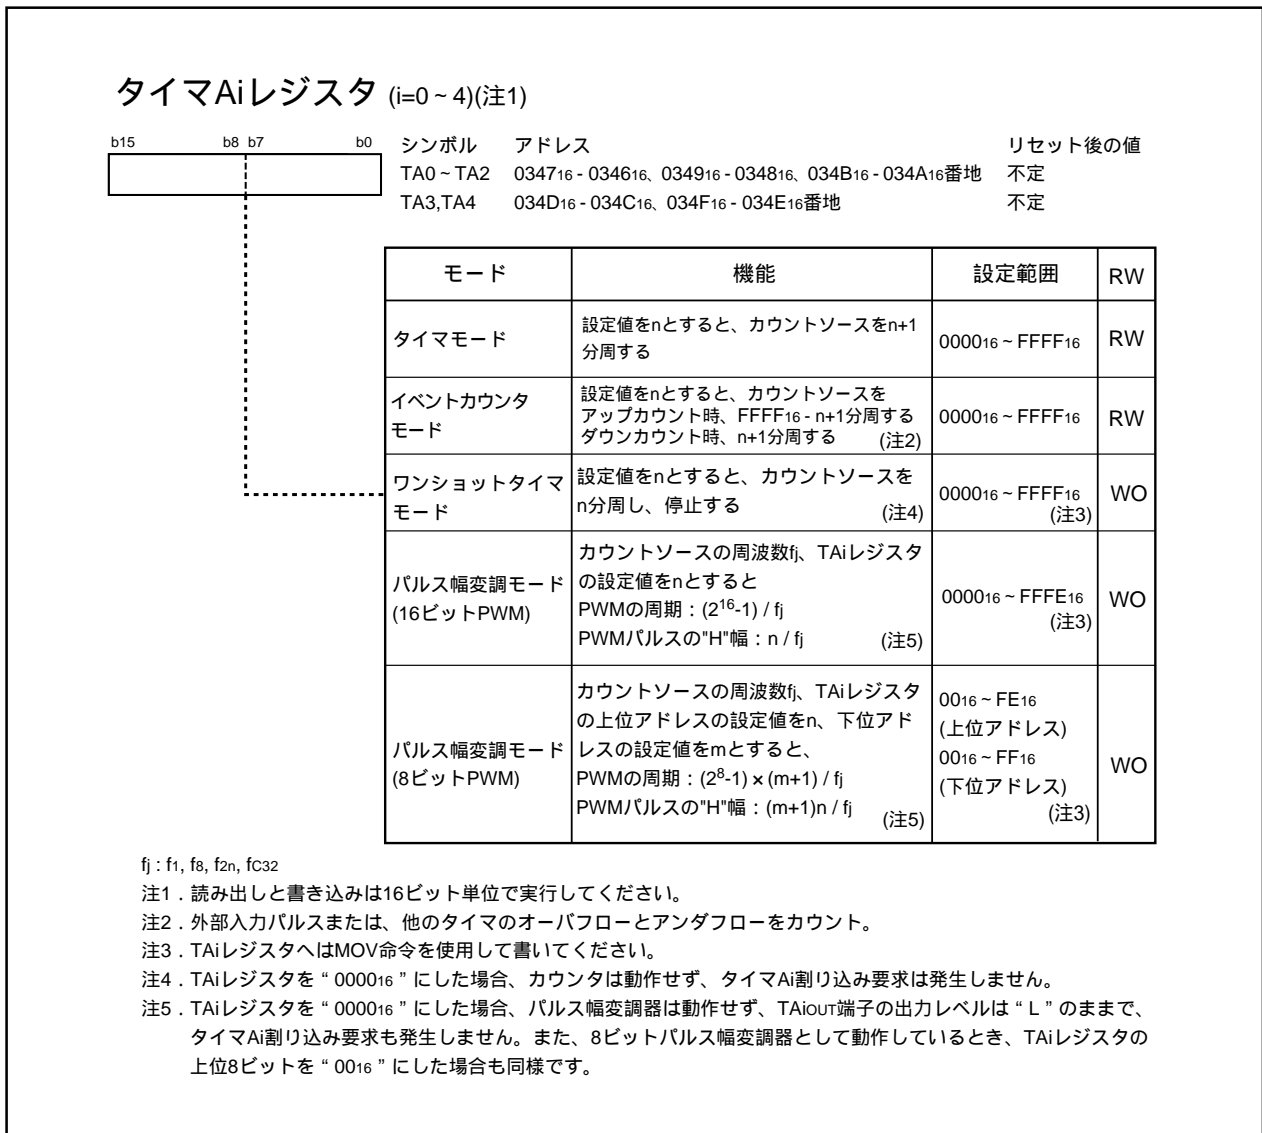 タイマAiレジスタ (i=0 ~ 4)(注1)
b15 b8 b7 b0
シンボル アドレス リセット後の値
TA0 ~ TA2 034716 - 034616、034916 - 034816、034B16 - 034A16番地 不定
TA3,TA4 034D16 - 034C16、034F16 - 034E16番地 不定
モード 機能 設定範囲 RW
タイマモード
設定値をnとすると、カウントソースをn+1
分周する
000016 ~ FFFF16
RW
イベントカウンタ
モード
設定値をnとすると、カウントソースを
アップカウント時、FFFF16 - n+1分周する
ダウンカウント時、n+1分周する (注2)
000016 ~ FFFF16
RW
ワンショットタイマ
モード
設定値をnとすると、カウントソースを
n分周し、停止する (注4)
000016 ~ FFFF16
(注3)
WO
パルス幅変調モード
(16ビットPWM)
カウントソースの周波数fj、TAiレジスタ
の設定値をnとすると
PWMの周期：(2^16-1) / fj
PWMパルスの"H"幅：n / fj (注5)
000016 ~ FFFE16
(注3)
WO
パルス幅変調モード
(8ビットPWM)
カウントソースの周波数fj、TAiレジスタ
の上位アドレスの設定値をn、下位アド
レスの設定値をmとすると、
PWMの周期：(2^8-1) × (m+1) / fj
PWMパルスの"H"幅：(m+1)n / fj (注5)
0016 ~ FE16
(上位アドレス)
0016 ~ FF16
(下位アドレス)
(注3)
WO
fj : f1, f8, f2n, fC32
注1．読み出しと書き込みは16ビット単位で実行してください。
注2．外部入力パルスまたは、他のタイマのオーバフローとアンダフローをカウント。
注3．TAiレジスタへはMOV命令を使用して書いてください。
注4．TAiレジスタを “ 000016 ” にした場合、カウンタは動作せず、タイマAi割り込み要求は発生しません。
注5．TAiレジスタを “ 000016 ” にした場合、パルス幅変調器は動作せず、TAiOUT端子の出力レベルは “ L ” のままで、
タイマAi割り込み要求も発生しません。また、8ビットパルス幅変調器として動作しているとき、TAiレジスタの
上位8ビットを “ 0016 ” にした場合も同様です。